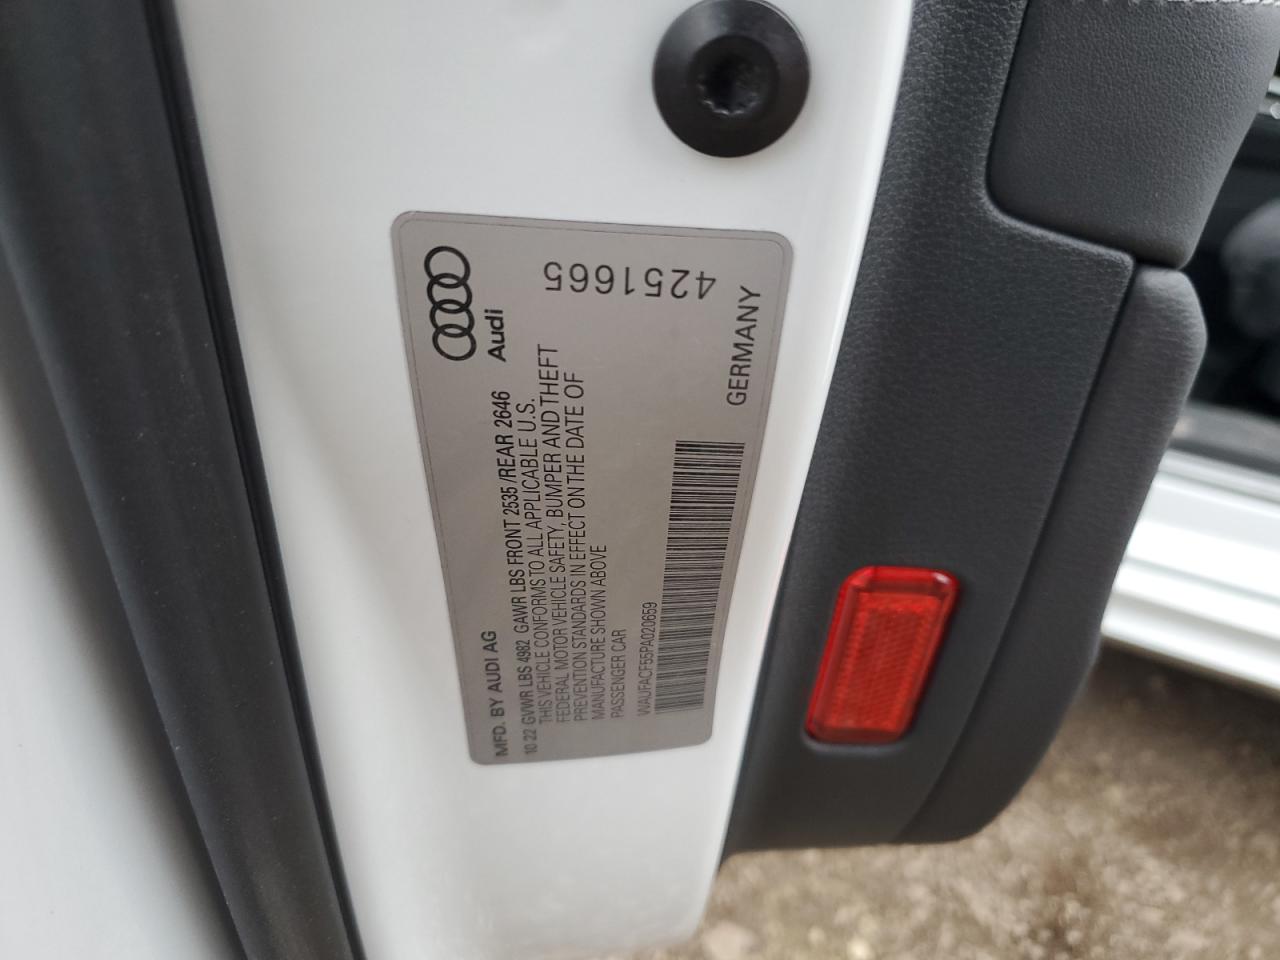 Audi
4251665
MFD. BY AUDI AG
10 22 GVWR LBS 4982 GAWR LBS FRONT 2535 /REAR 2646
THIS VEHICLE CONFORMS TO ALL APPLICABLE U.S.
FEDERAL MOTOR VEHICLE SAFETY, BUMPER AND THEFT
PREVENTION STANDARDS IN EFFECT ON THE DATE OF
MANUFACTURE SHOWN ABOVE
PASSENGER CAR
WAUFACF55PA020659
GERMANY